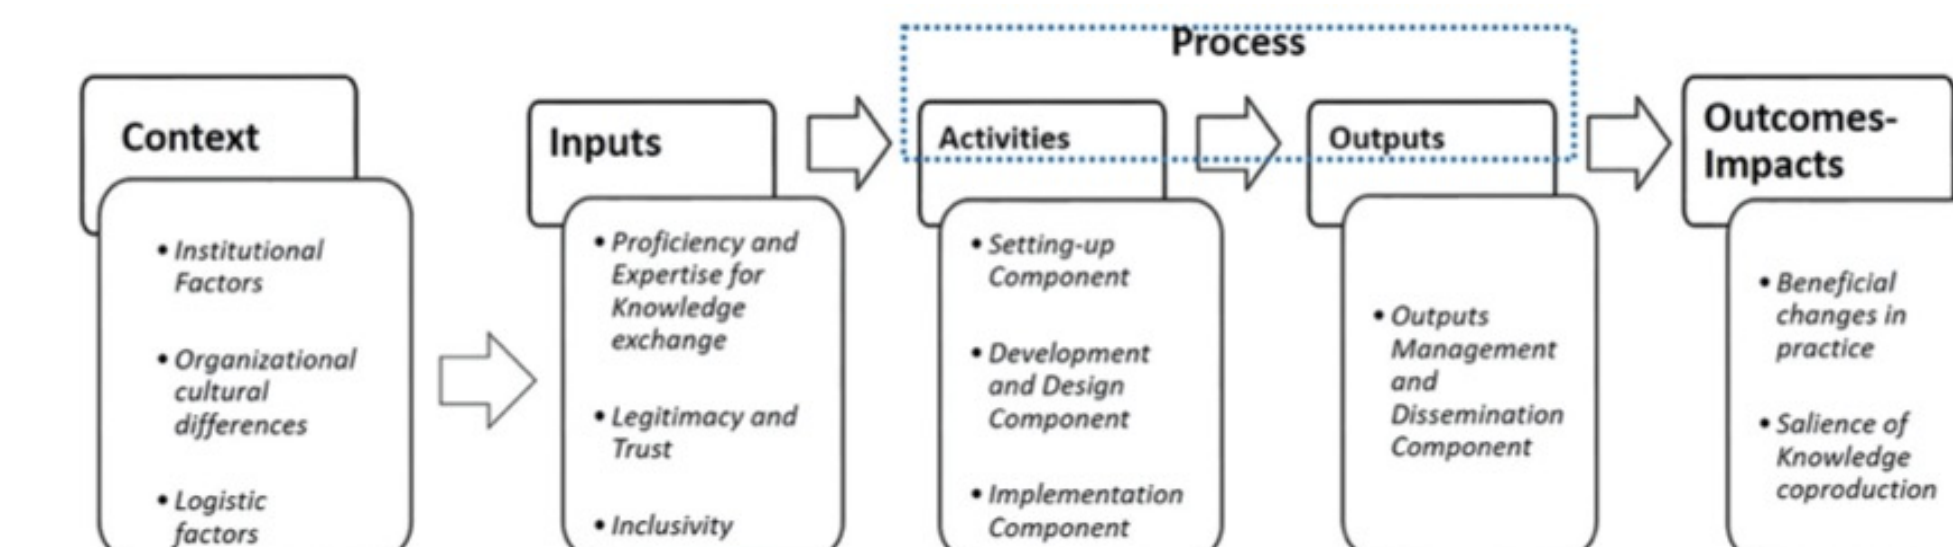 Process
Context
• Institutional
Factors
• Organizational
cultural
differences
• Logistic
factors
Inputs
• Proficiency and
Expertise for
Knowledge
exchange
• Legitimacy and
Trust
• Inclusivity
Activities
• Setting-up
Component
• Development
and Design
Component
• Implementation
Component
Outputs
• Outputs
Management
and
Dissemination
Component
Outcomes-
Impacts
• Beneficial
changes in
practice
• Salience of
Knowledge
coproduction